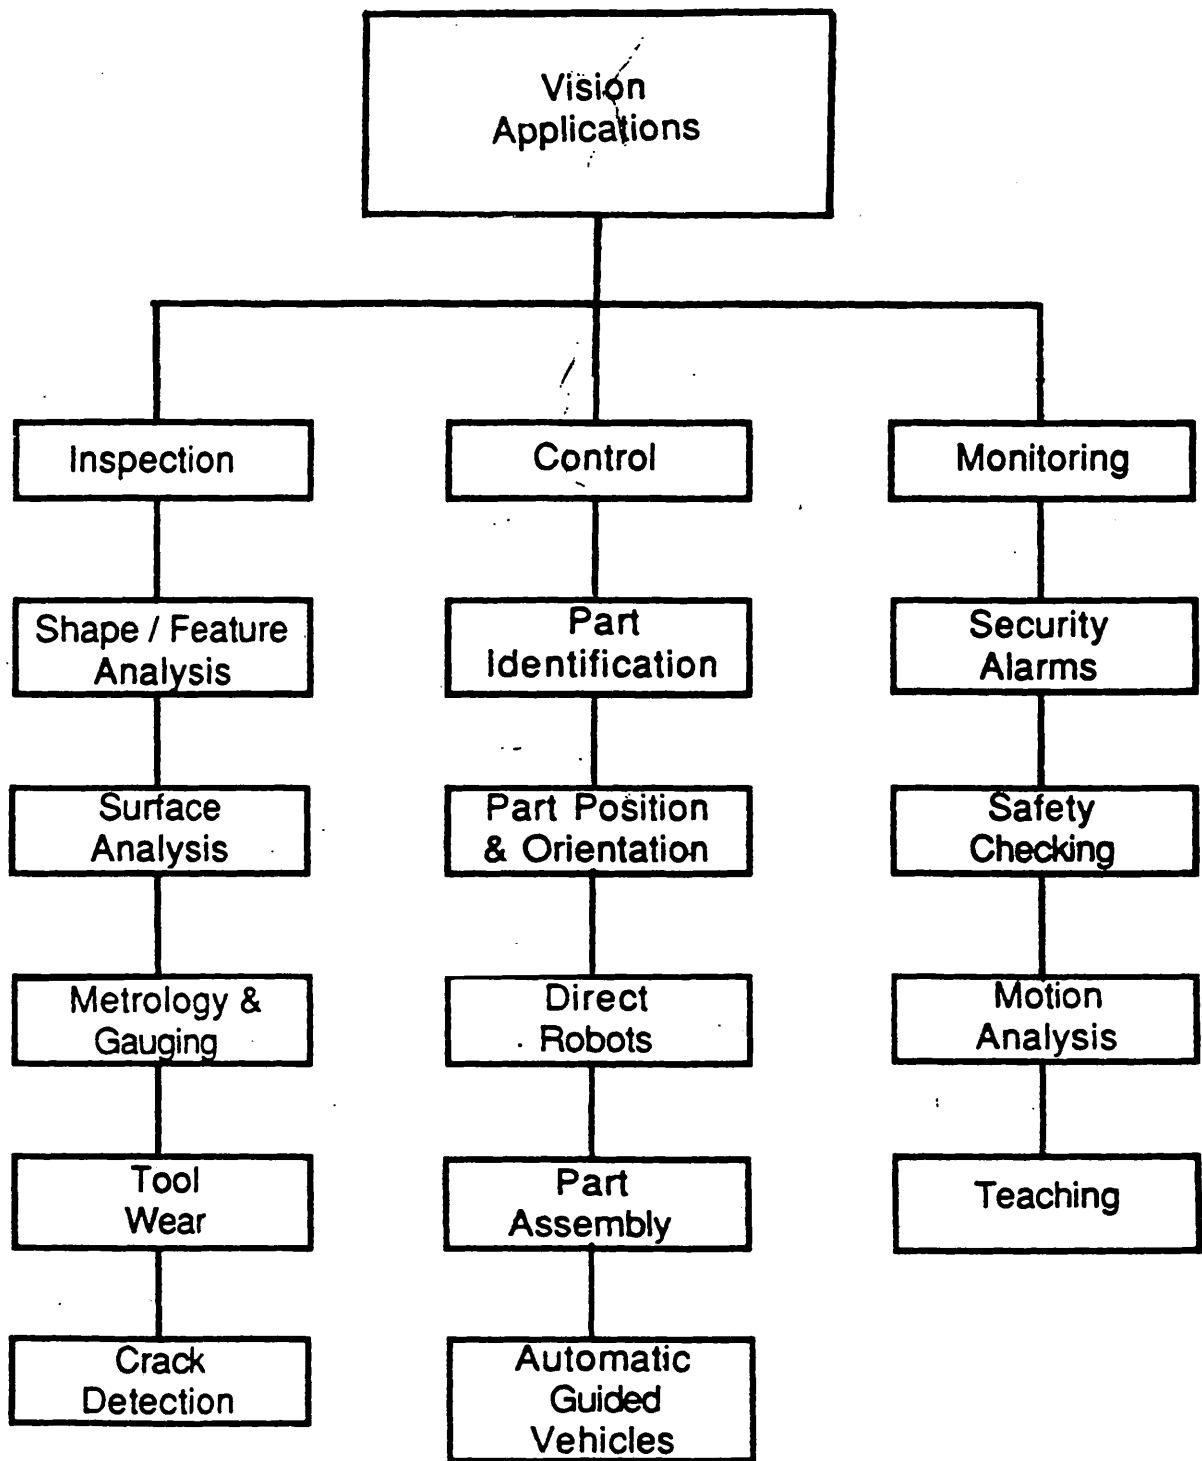 Vision
Applications
Inspection
Control
Monitoring
Shape / Feature
Analysis
Part
Identification
Security
Alarms
Surface
Analysis
Part Position
& Orientation
Safety
Checking
Metrology &
Gauging
Direct
Robots
Motion
Analysis
Tool
Wear
Part
Assembly
Teaching
Crack
Detection
Automatic
Guided
Vehicles